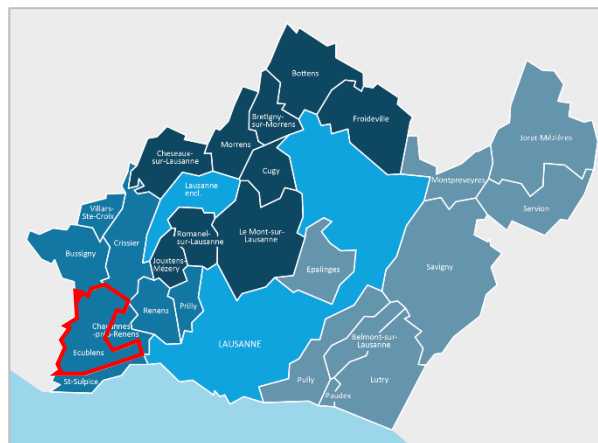 Bottens
Bretigny-
sur-Morrens
Froideville
Jorat-Mézières
Morrens
Cheseaux-
sur-Lausanne
Cugy
Montpreveyres
Lausanne
encl.
Servion
Villars-
Ste-Croix
Romanel-
sur-Lausanne
Le Mont-sur-
Lausanne
Crissier
Bussigny
Jouxtens-
Mézery
Epalinges
Savigny
Renens
Prilly
Chavannes
-près-Renens
Belmont-sur-
Lausanne
LAUSANNE
Ecublens
St-Sulpice
Pully
Lutry
Paudex